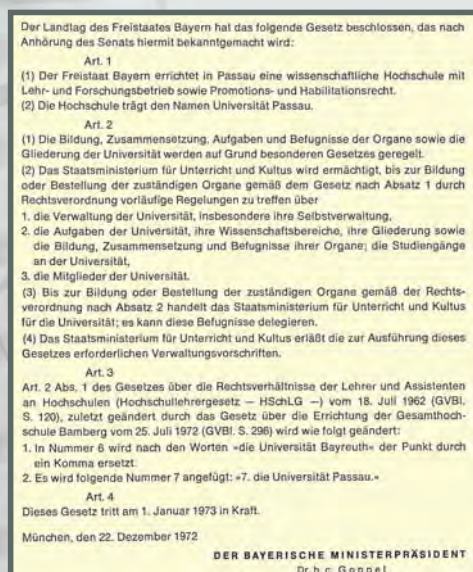 Der Landtag des Freistaates Bayern hat das folgende Gesetz beschlossen, das nach
Anhörung des Senats hiermit bekanntgemacht wird:
Art. 1
(1) Der Freistaat Bayern errichtet in Passau eine wissenschaftliche Hochschule mit
Lehr- und Forschungsbetrieb sowie Promotions- und Habilitationsrecht.
(2) Die Hochschule trägt den Namen Universität Passau.
Art. 2
(1) Die Bildung, Zusammensetzung, Aufgaben und Befugnisse der Organe sowie die
Gliederung der Universität werden auf Grund besonderen Gesetzes geregelt.
(2) Das Staatsministerium für Unterricht und Kultus wird ermächtigt, bis zur Bildung
oder Bestellung der zuständigen Organe gemäß dem Gesetz nach Absatz 1 durch
Rechtsverordnung vorläufige Regelungen zu treffen über
1. die Verwaltung der Universität, insbesondere ihre Selbstverwaltung,
2. die Aufgaben der Universität, ihre Wissenschaftsbereiche, ihre Gliederung sowie
die Bildung, Zusammensetzung und Befugnisse ihrer Organe; die Studiengänge
an der Universität,
3. die Mitglieder der Universität.
(3) Bis zur Bildung oder Bestellung der zuständigen Organe gemäß der Rechts-
verordnung nach Absatz 2 handelt das Staatsministerium für Unterricht und Kultus
für die Universität; es kann diese Befugnisse delegieren.
(4) Das Staatsministerium für Unterricht und Kultus erläßt die zur Ausführung dieses
Gesetzes erforderlichen Verwaltungsvorschriften.
Art. 3
Art. 2 Abs. 1 des Gesetzes über die Rechtsverhältnisse der Lehrer und Assistenten
an Hochschulen (Hochschullehrergesetz — HSchLG —) vom 18. Juli 1962 (GVBl.
S. 120), zuletzt geändert durch das Gesetz über die Errichtung der Gesamthoch-
schule Bamberg vom 25. Juli 1972 (GVBl. S. 296) wird wie folgt geändert:
1. In Nummer 6 wird nach den Worten »die Universität Bayreuth« der Punkt durch
ein Komma ersetzt.
2. Es wird folgende Nummer 7 angefügt: »7. die Universität Passau.«
Art. 4
Dieses Gesetz tritt am 1. Januar 1973 in Kraft.
München, den 22. Dezember 1972
DER BAYERISCHE MINISTERPRÄSIDENT
Dr. h. c. Goppel